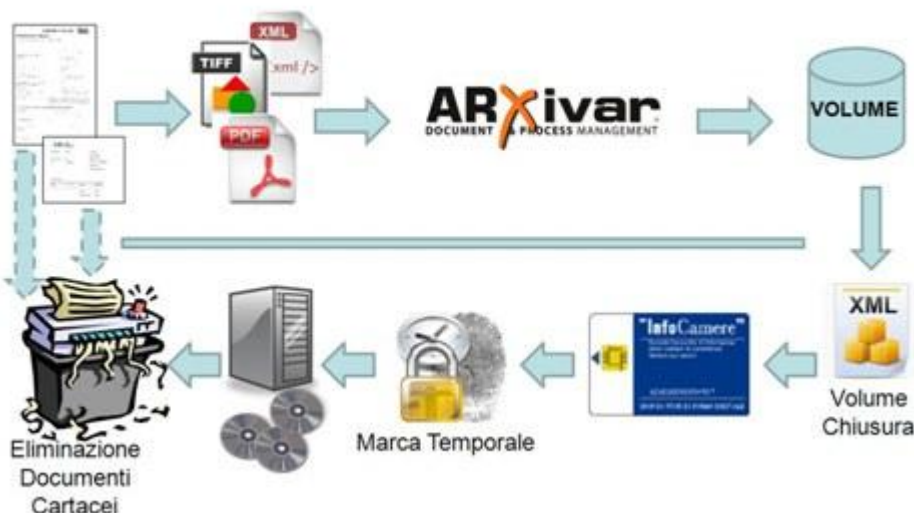 XML
.xml />
TIFF
PDF
ARXivar
DOCUMENT & PROCESS MANAGEMENT
VOLUME
XML
Volume
Chiusura
"InfoCamere"
Marca Temporale
Eliminazione
Documenti
Cartacei